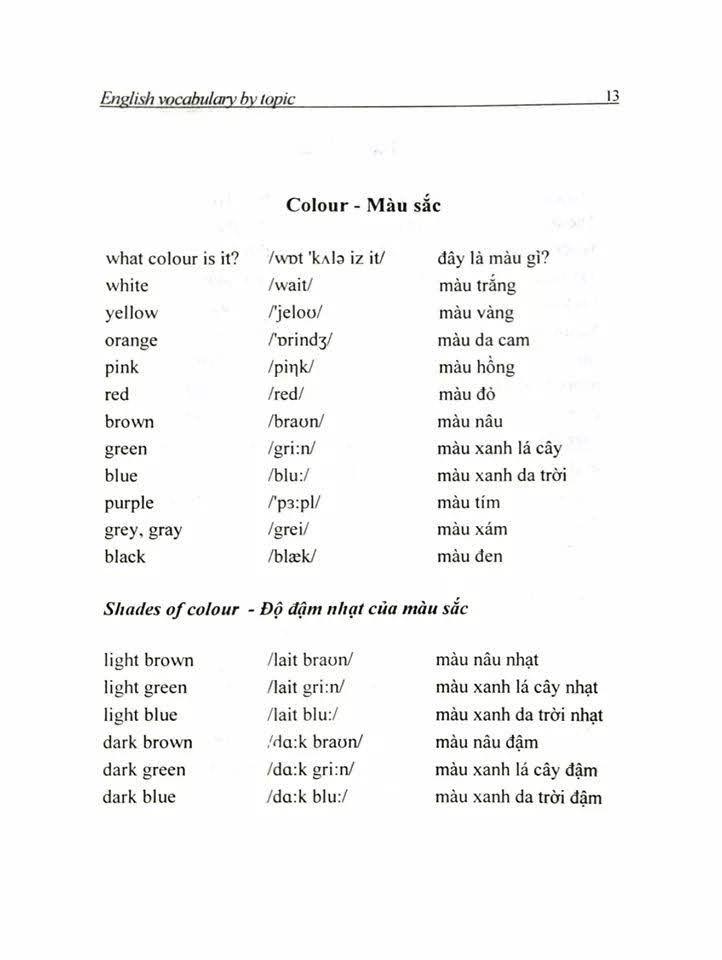 English vocabulary by topic 13
Colour - Màu sắc
what colour is it? /wɒt 'kʌlə iz it/ đây là màu gì?
white /wait/ màu trắng
yellow /'jeloʊ/ màu vàng
orange /'ɒrindʒ/ màu da cam
pink /piηk/ màu hồng
red /red/ màu đỏ
brown /braʊn/ màu nâu
green /gri:n/ màu xanh lá cây
blue /blu:/ màu xanh da trời
purple /'pɜ:pl/ màu tím
grey, gray /grei/ màu xám
black /blæk/ màu đen
Shades of colour - Độ đậm nhạt của màu sắc
light brown /lait braʊn/ màu nâu nhạt
light green /lait gri:n/ màu xanh lá cây nhạt
light blue /lait blu:/ màu xanh da trời nhạt
dark brown /dɑ:k braʊn/ màu nâu đậm
dark green /dɑ:k gri:n/ màu xanh lá cây đậm
dark blue /dɑ:k blu:/ màu xanh da trời đậm